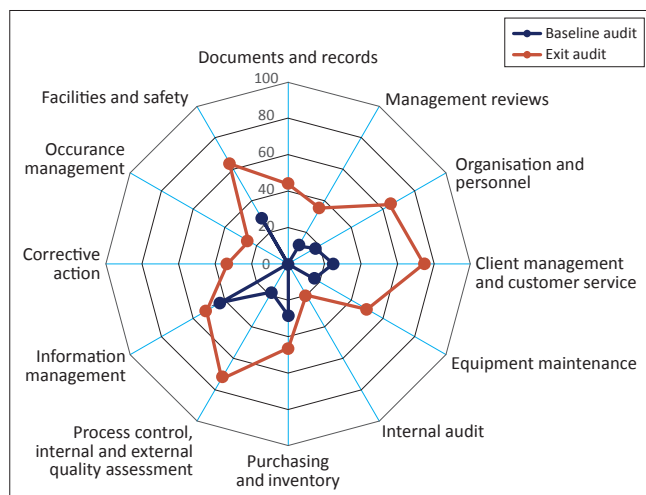 Baseline audit
Exit audit
Documents and records
100
80
60
40
20
0
Management reviews
Organisation and
personnel
Client management
and customer service
Equipment maintenance
Internal audit
Purchasing
and inventory
Process control,
internal and external
quality assessment
Information
management
Corrective
action
Occurance
management
Facilities and safety